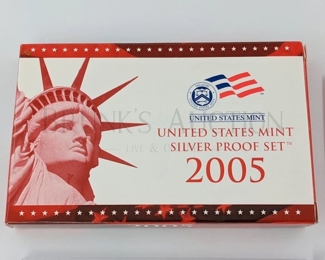 UNITED STATES MINT
UNITED STATES MINT
SILVER PROOF SET™
2005